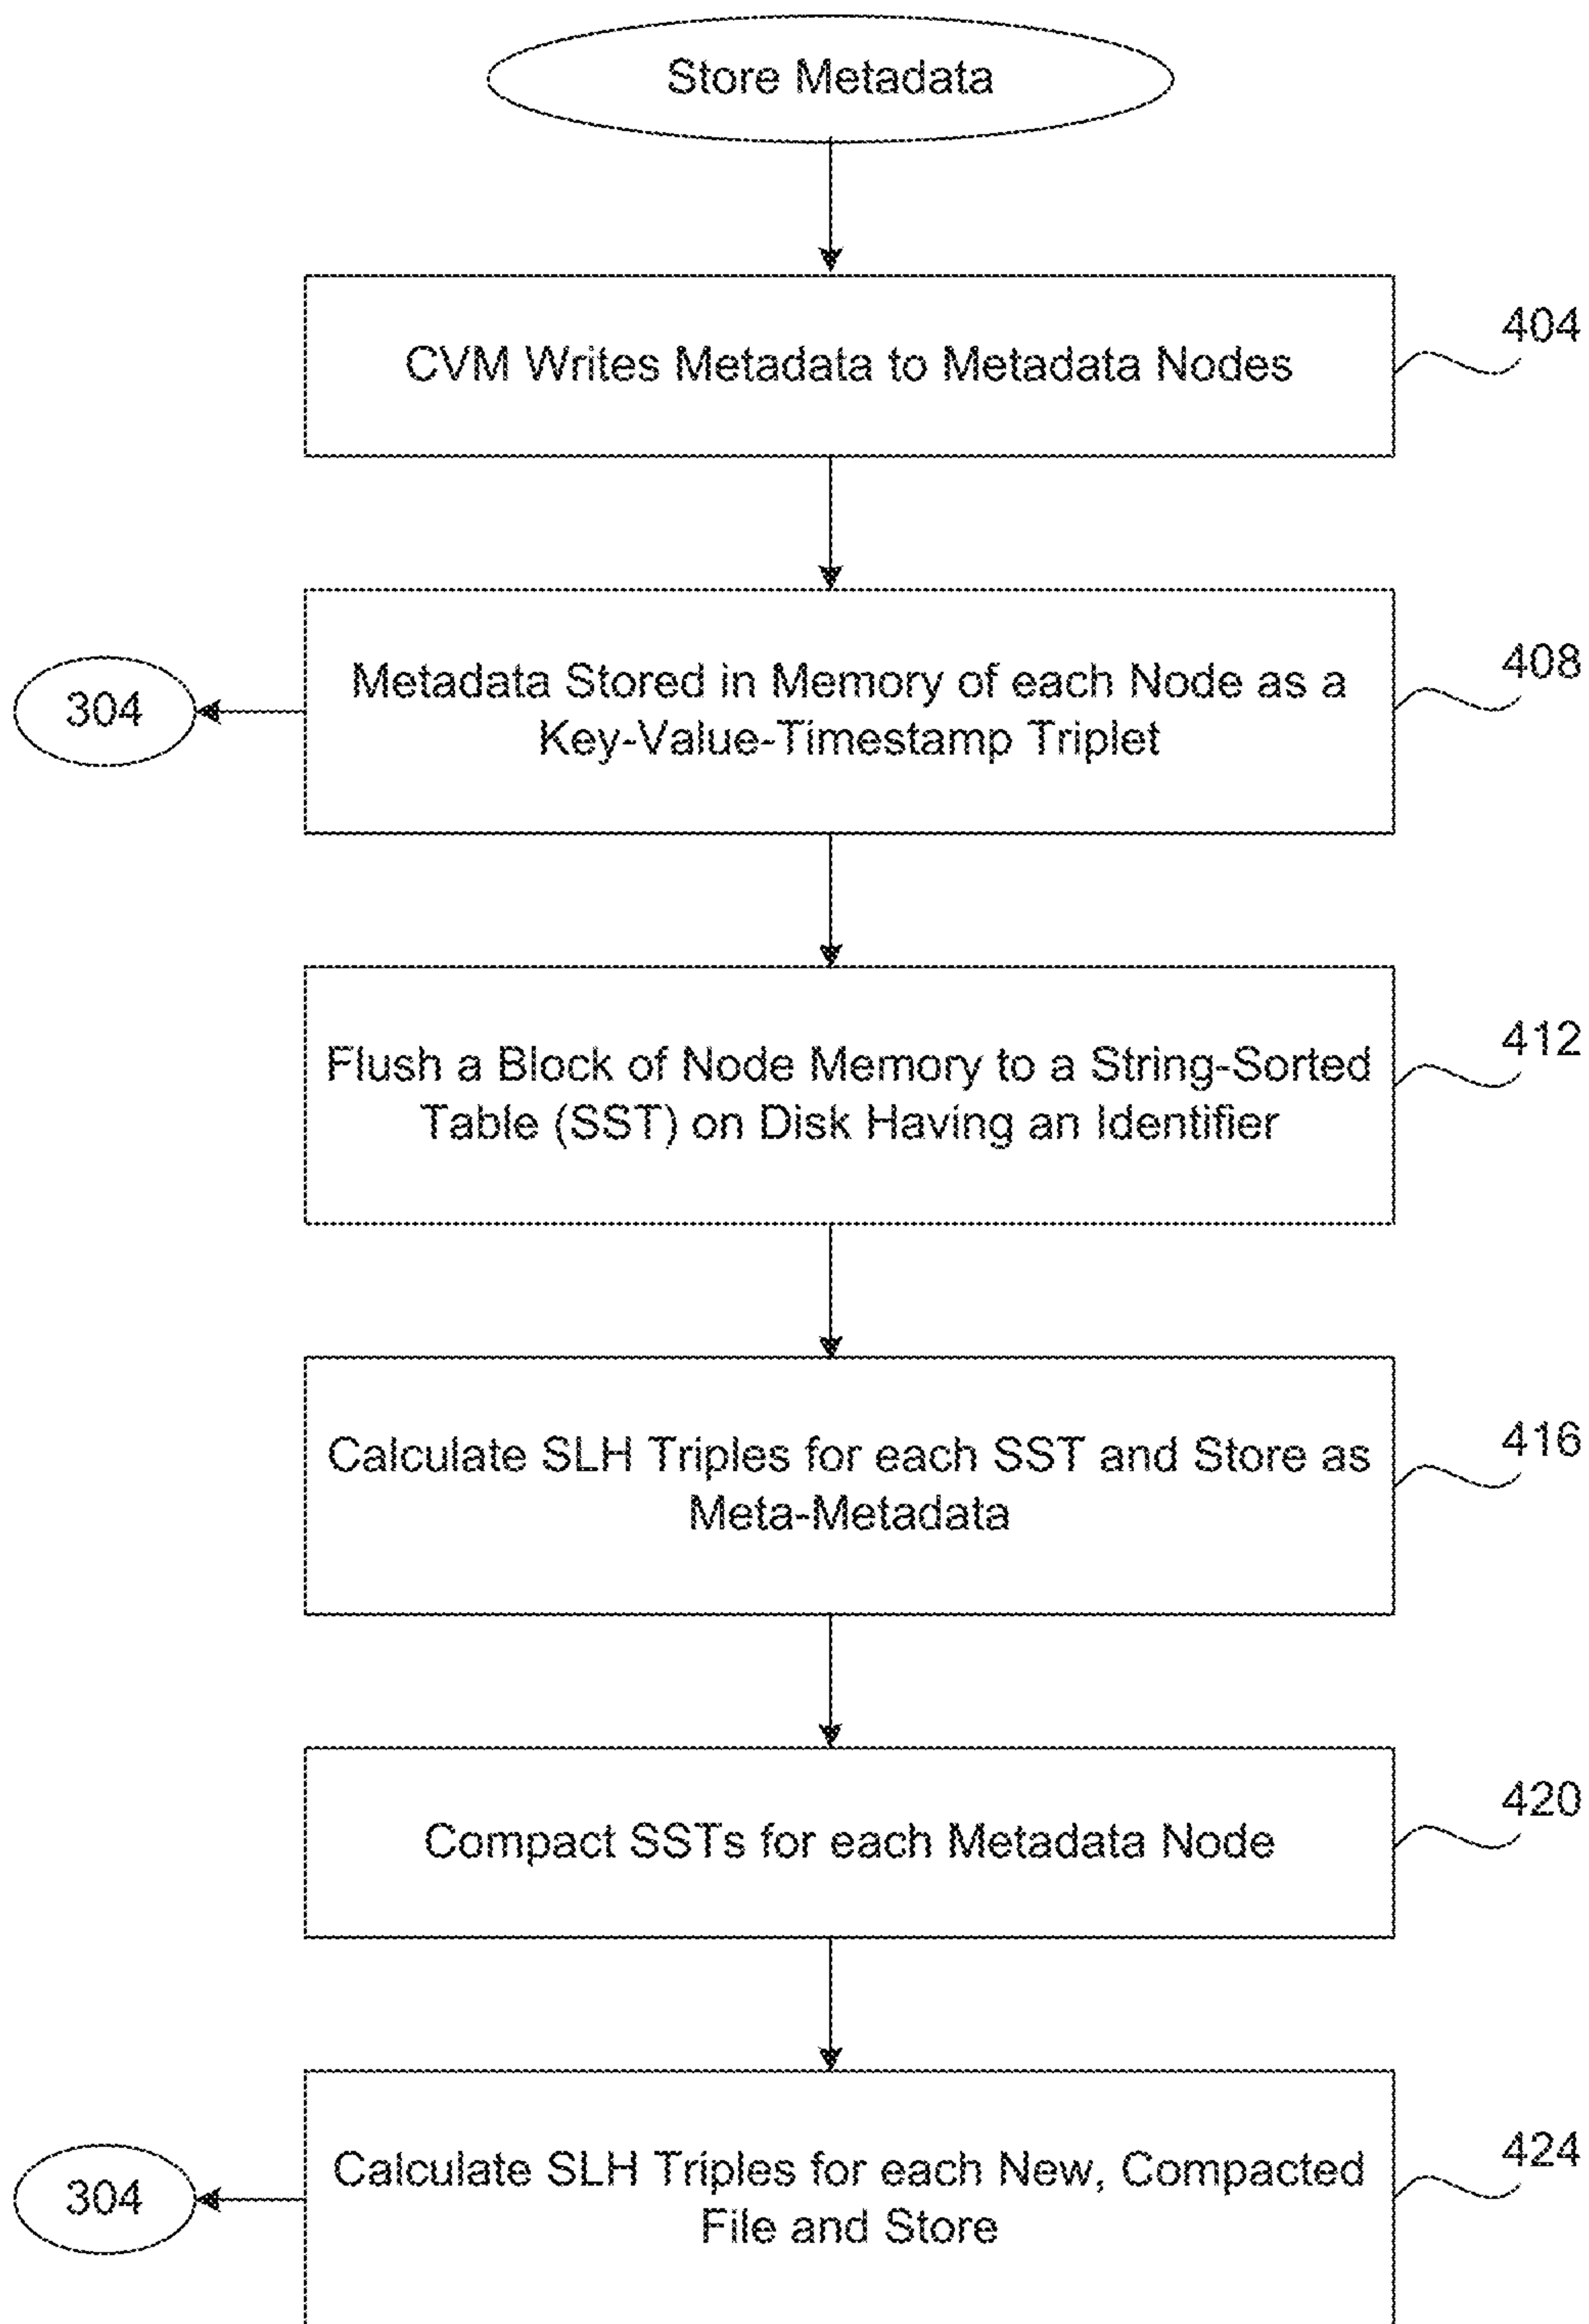 Store Metadata
CVM Writes Metadata to Metadata Nodes
404
Metadata Stored in Memory of each Node as a
Key-Value-Timestamp Triplet
408
304
Flush a Block of Node Memory to a String-Sorted
Table (SST) on Disk Having an Identifier
412
Calculate SLH Triples for each SST and Store as
Meta-Metadata
416
Compact SSTs for each Metadata Node
420
Calculate SLH Triples for each New, Compacted
File and Store
424
304